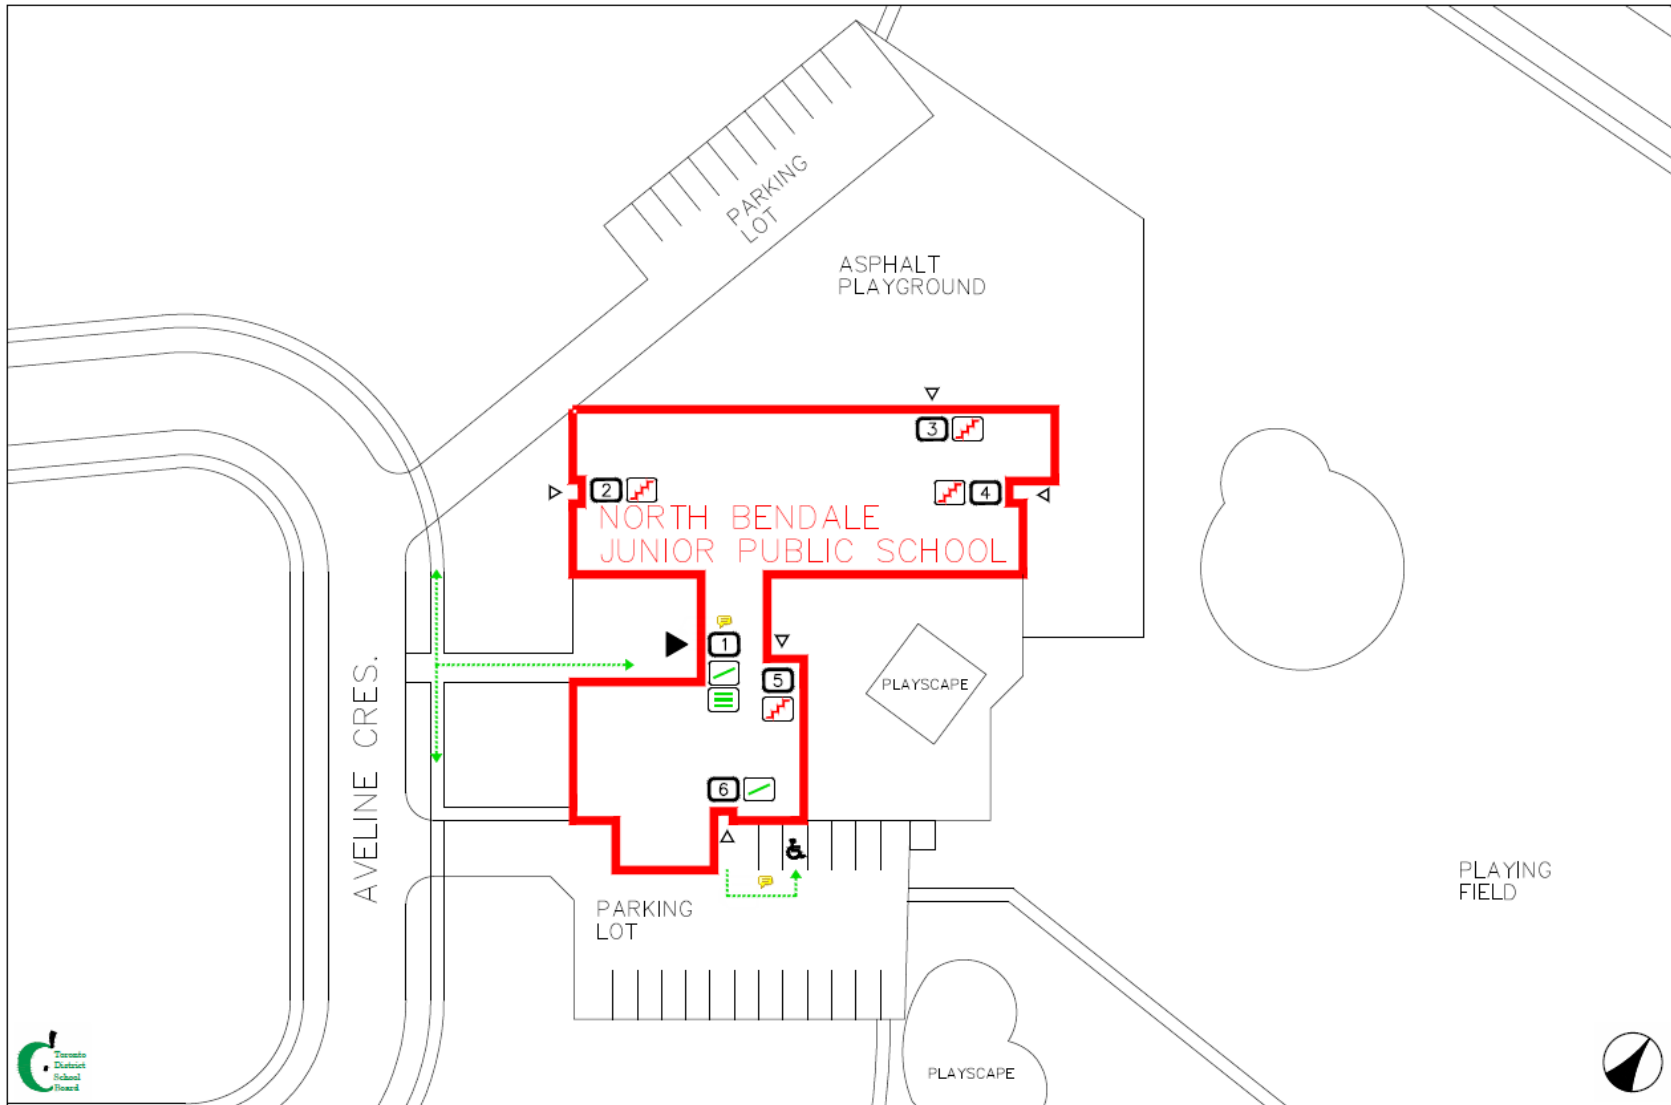 PARKING
LOT
ASPHALT
PLAYGROUND
3
2
4
NORTH BENDALE
JUNIOR PUBLIC SCHOOL
1
5
PLAYSCAPE
AVELINE CRES.
6
PARKING
LOT
PLAYING
FIELD
PLAYSCAPE
Toronto
District
School
Board